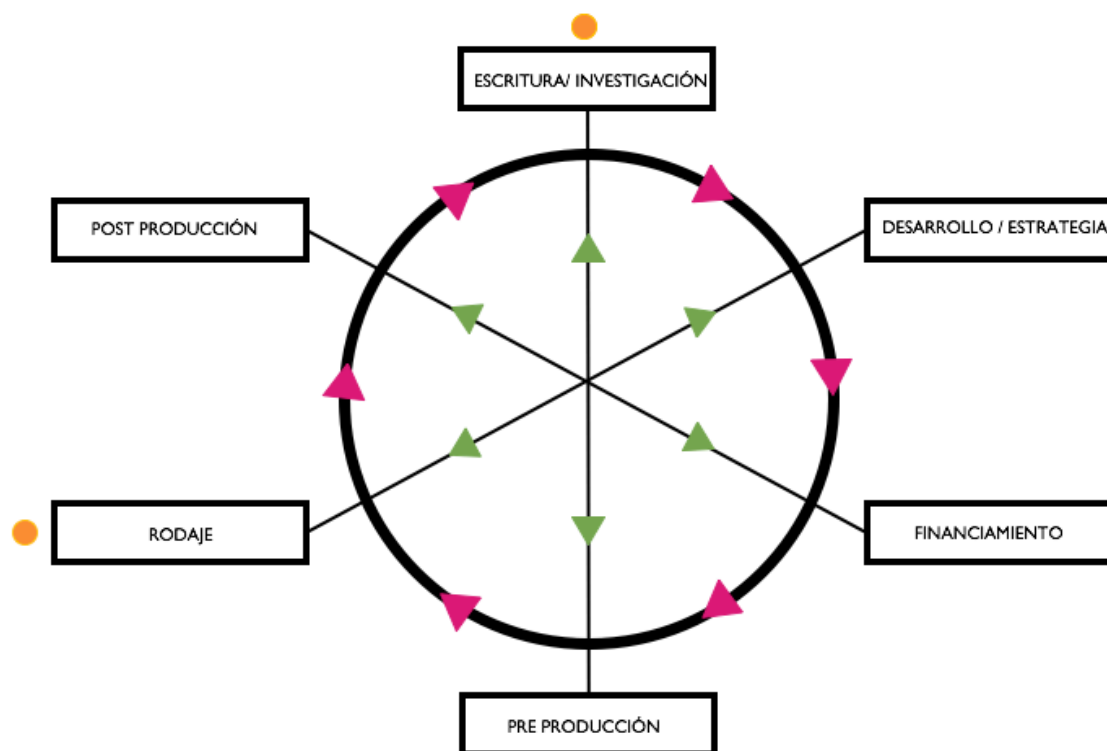 ESCRITURA/ INVESTIGACIÓN
POST PRODUCCIÓN
DESARROLLO / ESTRATEGIA
RODAJE
FINANCIAMIENTO
PRE PRODUCCIÓN